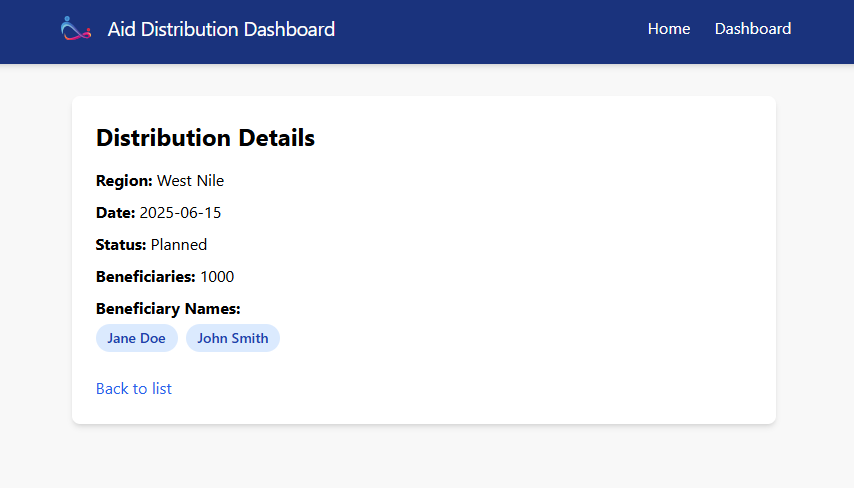 Aid Distribution Dashboard
Home Dashboard
Distribution Details
Region: West Nile
Date: 2025-06-15
Status: Planned
Beneficiaries: 1000
Beneficiary Names:
Jane Doe John Smith
Back to list